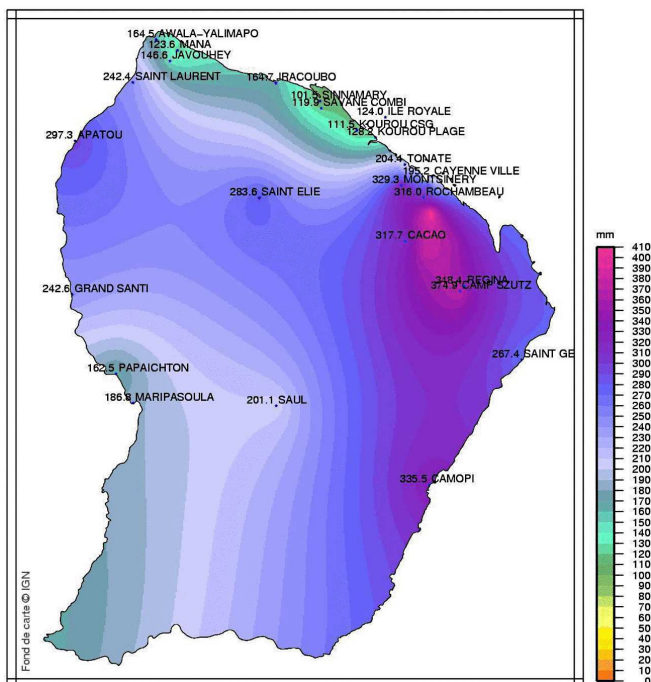 164.5 AWALA-YALIMAPO
123.6 MANA
146.6 JAVOUHEY
242.4 SAINT LAURENT
164.7 IRACOUBO
SINNAMARY
119.9 SAVANE COMBI
124.0 ILE ROYALE
111.5 KOUROU CSG
128.2 KOUROU PLAGE
297.3 APATOU
204.4 TONATE
195.2 CAYENNE VILLE
329.3 MONTSINERY
316.0 ROCHAMBEAU
283.6 SAINT ELIE
317.7 CACAO
REGINA
374.9 CAMP SZUTZ
242.6 GRAND SANTI
267.4 SAINT GE
162.5 PAPAICHTON
186.8 MARIPASOULA
201.1 SAUL
335.5 CAMOPI
Fond de carte © IGN
mm
410
400
390
380
370
360
350
340
330
320
310
300
290
280
270
260
250
240
230
220
210
200
190
180
170
160
150
140
130
120
110
100
90
80
70
60
50
40
30
20
10
0